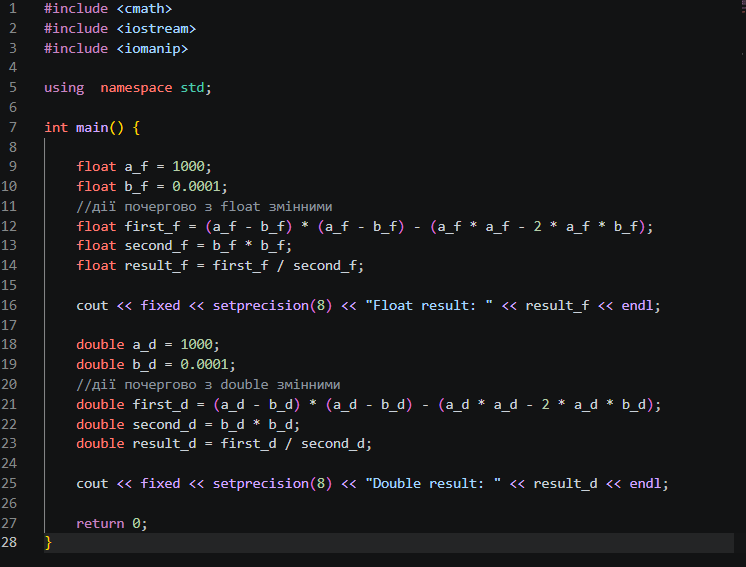 1 #include <cmath>
2 #include <iostream>
3 #include <iomanip>
4
5 using  namespace std;
6
7 int main() {
8
9     float a_f = 1000;
10     float b_f = 0.0001;
11     //дії почергово з float змінними
12     float first_f = (a_f - b_f) * (a_f - b_f) - (a_f * a_f - 2 * a_f * b_f);
13     float second_f = b_f * b_f;
14     float result_f = first_f / second_f;
15
16     cout << fixed << setprecision(8) << "Float result: " << result_f << endl;
17
18     double a_d = 1000;
19     double b_d = 0.0001;
20     //дії почергово з double змінними
21     double first_d = (a_d - b_d) * (a_d - b_d) - (a_d * a_d - 2 * a_d * b_d);
22     double second_d = b_d * b_d;
23     double result_d = first_d / second_d;
24
25     cout << fixed << setprecision(8) << "Double result: " << result_d << endl;
26
27     return 0;
28 }